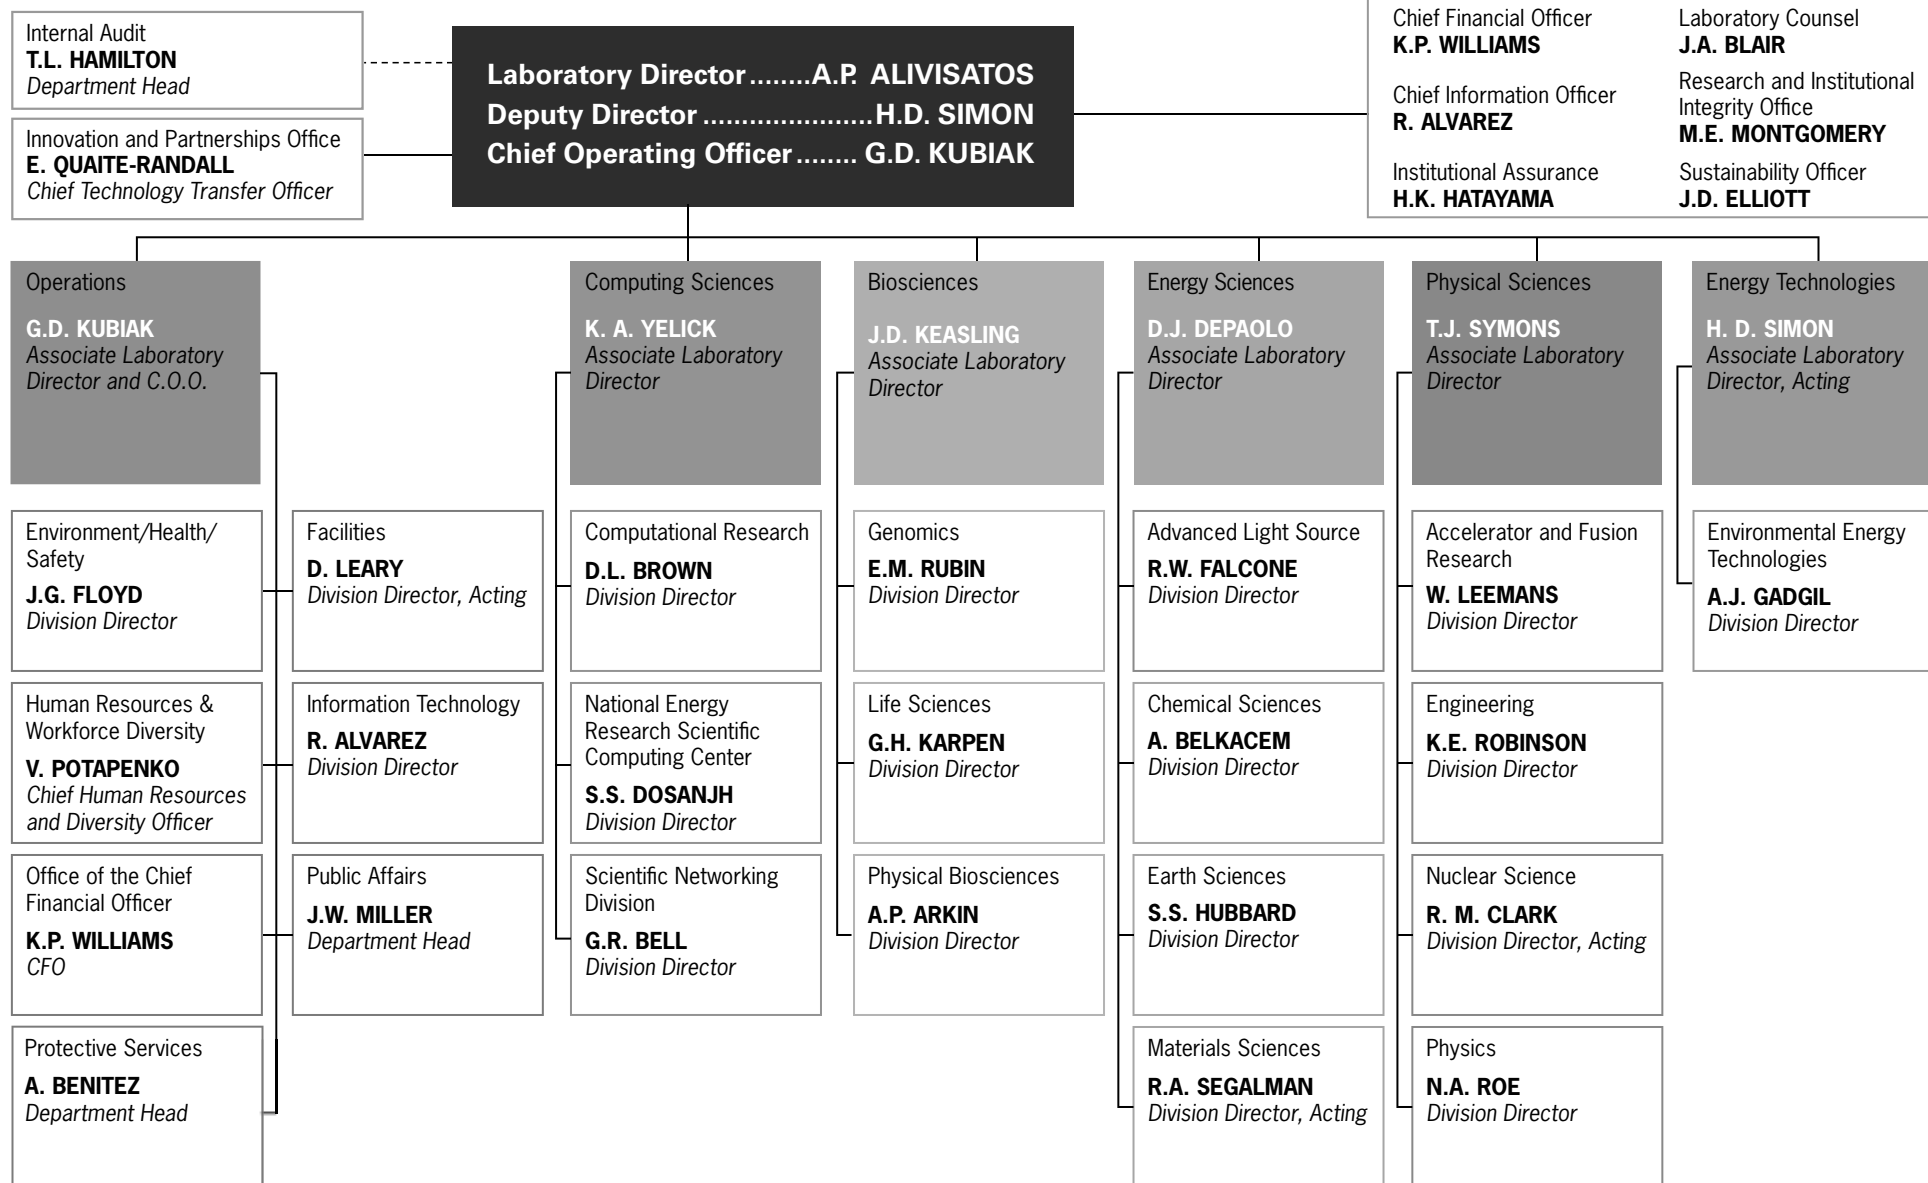 Internal Audit
T.L. HAMILTON
Department Head
Innovation and Partnerships Office
E. QUAITE-RANDALL
Chief Technology Transfer Officer
Laboratory Director ........A.P. ALIVISATOS
Deputy Director ......................H.D. SIMON
Chief Operating Officer ........ G.D. KUBIAK
Chief Financial Officer
K.P. WILLIAMS
Chief Information Officer
R. ALVAREZ
Institutional Assurance
H.K. HATAYAMA
Laboratory Counsel
J.A. BLAIR
Research and Institutional
Integrity Office
M.E. MONTGOMERY
Sustainability Officer
J.D. ELLIOTT
Operations
G.D. KUBIAK
Associate Laboratory
Director and C.O.O.
Computing Sciences
K. A. YELICK
Associate Laboratory
Director
Biosciences
J.D. KEASLING
Associate Laboratory
Director
Energy Sciences
D.J. DEPAOLO
Associate Laboratory
Director
Physical Sciences
T.J. SYMONS
Associate Laboratory
Director
Energy Technologies
H. D. SIMON
Associate Laboratory
Director, Acting
Environment/Health/
Safety
J.G. FLOYD
Division Director
Facilities
D. LEARY
Division Director, Acting
Computational Research
D.L. BROWN
Division Director
Genomics
E.M. RUBIN
Division Director
Advanced Light Source
R.W. FALCONE
Division Director
Accelerator and Fusion
Research
W. LEEMANS
Division Director
Environmental Energy
Technologies
A.J. GADGIL
Division Director
Human Resources &
Workforce Diversity
V. POTAPENKO
Chief Human Resources
and Diversity Officer
Information Technology
R. ALVAREZ
Division Director
National Energy
Research Scientific
Computing Center
S.S. DOSANJH
Division Director
Life Sciences
G.H. KARPEN
Division Director
Chemical Sciences
A. BELKACEM
Division Director
Engineering
K.E. ROBINSON
Division Director
Office of the Chief
Financial Officer
K.P. WILLIAMS
CFO
Public Affairs
J.W. MILLER
Department Head
Scientific Networking
Division
G.R. BELL
Division Director
Physical Biosciences
A.P. ARKIN
Division Director
Earth Sciences
S.S. HUBBARD
Division Director
Nuclear Science
R. M. CLARK
Division Director, Acting
Protective Services
A. BENITEZ
Department Head
Materials Sciences
R.A. SEGALMAN
Division Director, Acting
Physics
N.A. ROE
Division Director